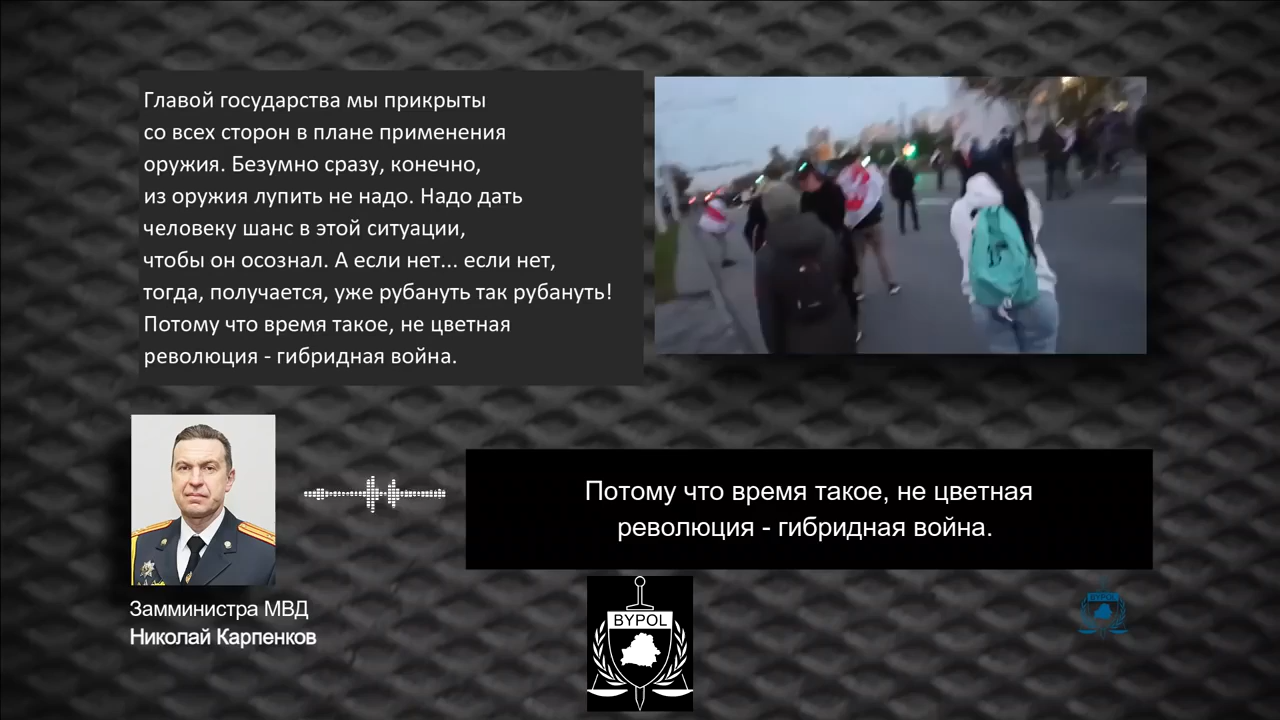 Главой государства мы прикрыты
со всех сторон в плане применения
оружия. Безумно сразу, конечно,
из оружия лупить не надо. Надо дать
человеку шанс в этой ситуации,
чтобы он осознал. А если нет... если нет,
тогда, получается, уже рубануть так рубануть!
Потому что время такое, не цветная
революция - гибридная война.
Потому что время такое, не цветная
революция - гибридная война.
Замминистра МВД
Николай Карпенков
BYPOL
BYPOL